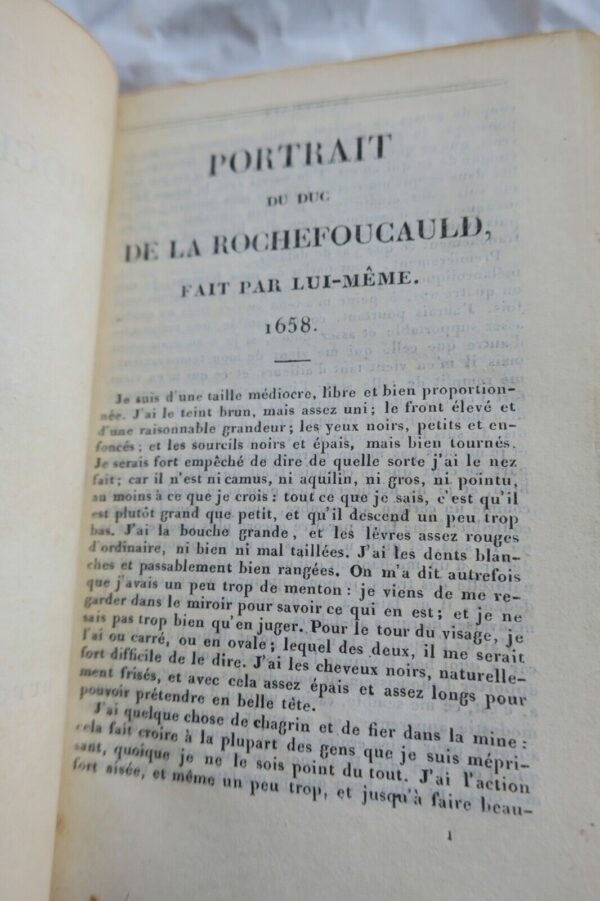 PORTRAIT
DU DUC
DE LA ROCHEFOUCAULD,
FAIT PAR LUI-MÊME.
1658.
Je suis d'une taille médiocre, libre et bien proportion-
née. J'ai le teint brun, mais assez uni; le front élevé et
d'une raisonnable grandeur; les yeux noirs, petits et en-
foncés; et les sourcils noirs et épais, mais bien tournés.
Je serais fort empêché de dire de quelle sorte j'ai le nez
fait; car il n'est ni camus, ni aquilin, ni gros, ni pointu,
au moins à ce que je crois: tout ce que je sais, c'est qu'il
est plutôt grand que petit, et qu'il descend un peu trop
bas. J'ai la bouche grande, et les lèvres assez rouges
d'ordinaire, ni bien ni mal taillées. J'ai les dents blan-
ches et passablement bien rangées. On m'a dit autrefois
que j'avais un peu trop de menton: je viens de me re-
garder dans le miroir pour savoir ce qui en est; et je ne
sais pas trop bien qu'en juger. Pour le tour du visage, je
l'ai ou carré, ou en ovale; lequel des deux, il me serait
fort difficile de le dire. J'ai les cheveux noirs, naturelle-
ment frisés, et avec cela assez épais et assez longs pour
pouvoir prétendre en belle tête.
J'ai quelque chose de chagrin et de fier dans la mine:
cela fait croire à la plupart des gens que je suis mépri-
sant, quoique je ne le sois point du tout. J'ai l'action
fort aisée, et même un peu trop, et jusqu'à faire beau-
1